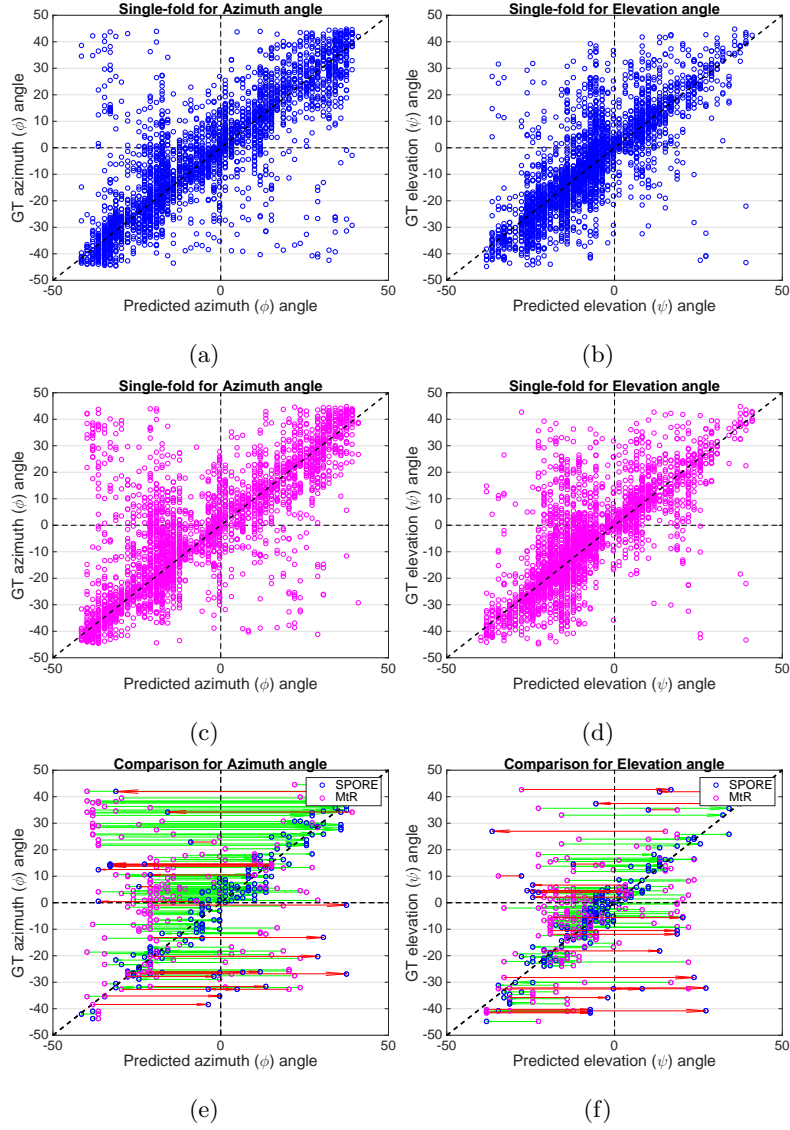 Single-fold for Azimuth angle
50
40
30
20
10
0
-10
-20
-30
-40
-50
GT azimuth (ϕ) angle
-50 0 50
Predicted azimuth (ϕ) angle
(a)
Single-fold for Elevation angle
50
40
30
20
10
0
-10
-20
-30
-40
-50
GT elevation (ψ) angle
-50 0 50
Predicted elevation (ψ) angle
(b)
Single-fold for Azimuth angle
50
40
30
20
10
0
-10
-20
-30
-40
-50
GT azimuth (ϕ) angle
-50 0 50
Predicted azimuth (ϕ) angle
(c)
Single-fold for Elevation angle
50
40
30
20
10
0
-10
-20
-30
-40
-50
GT elevation (ψ) angle
-50 0 50
Predicted elevation (ψ) angle
(d)
Comparison for Azimuth angle
SPORE
MtR
50
40
30
20
10
0
-10
-20
-30
-40
-50
GT azimuth (ϕ) angle
-50 0 50
Predicted azimuth (ϕ) angle
(e)
Comparison for Elevation angle
SPORE
MtR
50
40
30
20
10
0
-10
-20
-30
-40
-50
GT elevation (ψ) angle
-50 0 50
Predicted elevation (ψ) angle
(f)